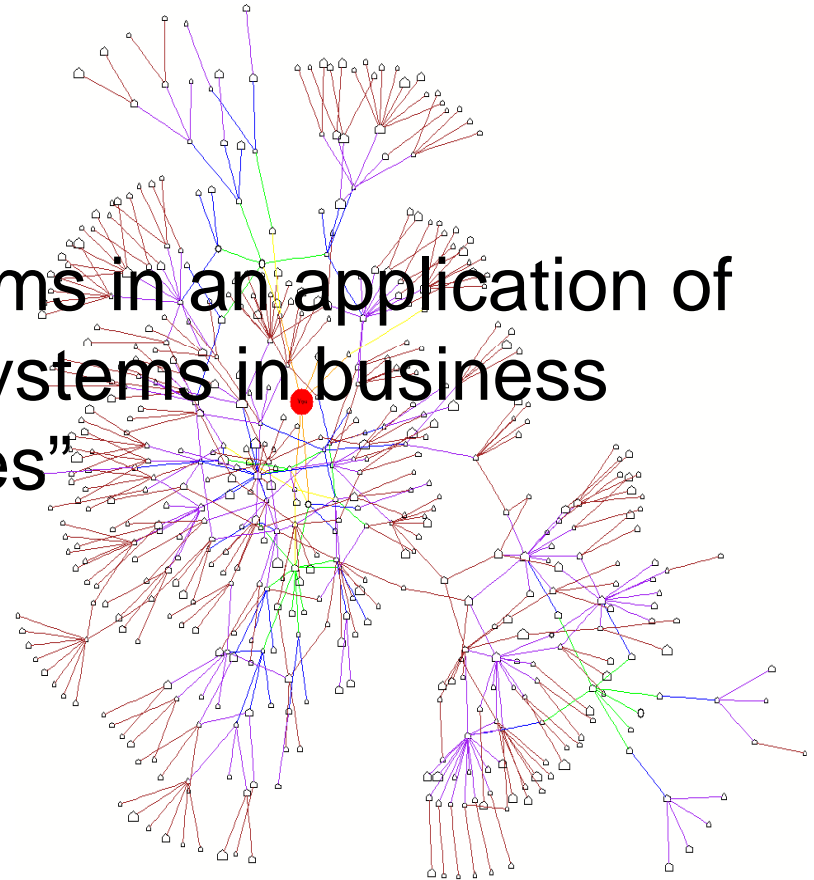 ms in an application of
ystems in business
es”